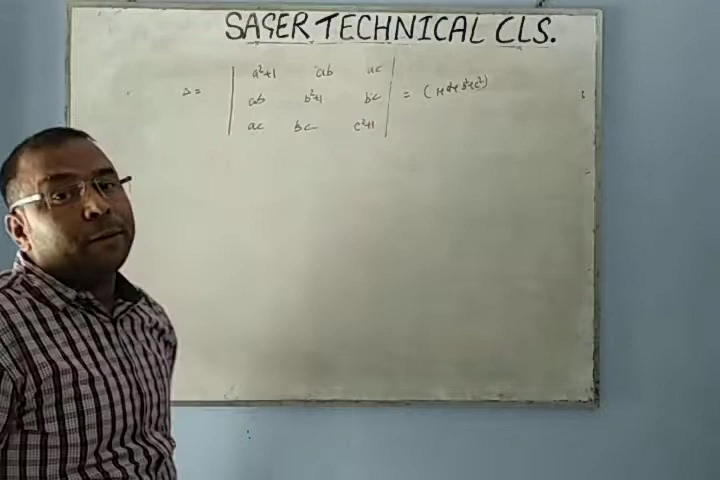 SAGER TECHNICAL CLS.
a²+1 ab ac
Δ = ab b²+1 bc = (1+a²+b²+c²)
ac bc c²+1